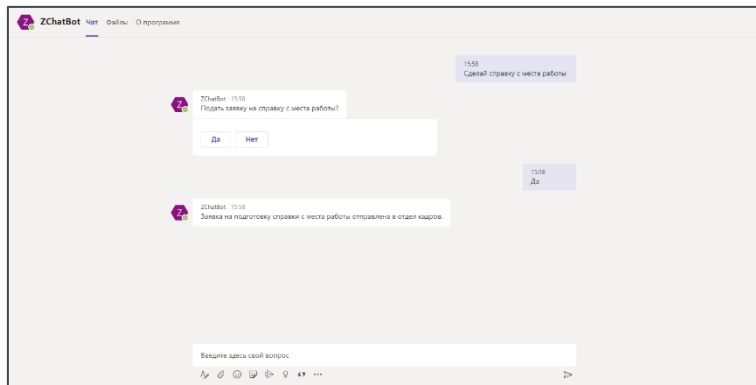 Z ZChatBot Чат Файлы О программе
15:58
Сделай справку с места работы
Z ZChatBot 15:58
Подать заявку на справку с места работы?
Да Нет
15:58
Да
Z ZChatBot 15:58
Заявка на подготовку справки с места работы отправлена в отдел кадров.
Введите здесь свой вопрос